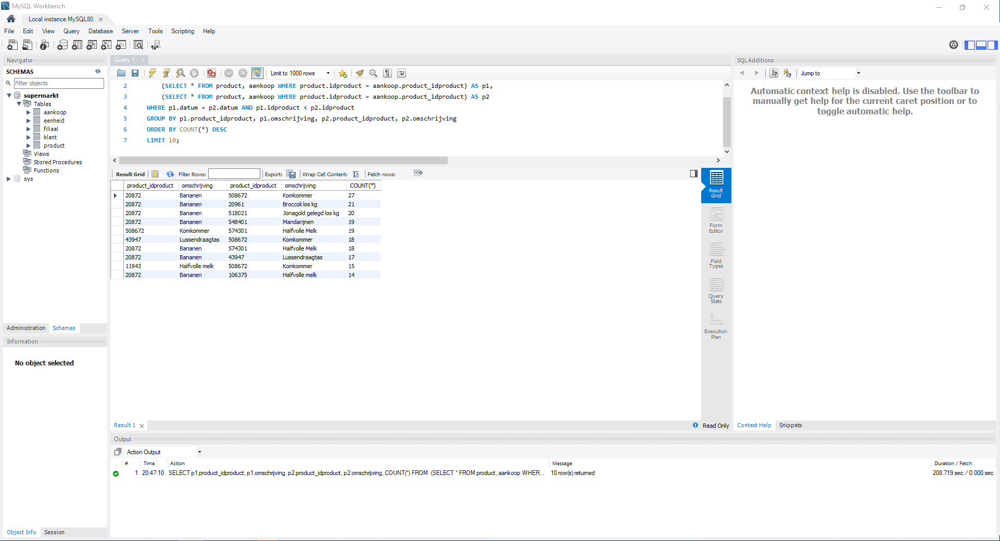 MySQL Workbench
Local instance MySQL80
File Edit View Query Database Server Tools Scripting Help
Navigator
SCHEMAS
Filter objects
supermarkt
Tables
aankoop
eenheid
filiaal
klant
product
Views
Stored Procedures
Functions
sys
Administration Schemas
Information
No object selected
Object Info Session
Query 1
Limit to 1000 rows
2 (SELECT * FROM product, aankoop WHERE product.idproduct = aankoop.product_idproduct) AS p1,
3 (SELECT * FROM product, aankoop WHERE product.idproduct = aankoop.product_idproduct) AS p2
4 WHERE p1.datum = p2.datum AND p1.idproduct < p2.idproduct
5 GROUP BY p1.product_idproduct, p1.omschrijving, p2.product_idproduct, p2.omschrijving
6 ORDER BY COUNT(*) DESC
7 LIMIT 10;
Result Grid Filter Rows: Export: Wrap Cell Content: Fetch rows:
product_idproduct omschrijving product_idproduct omschrijving COUNT(*)
20872 Bananen 508672 Komkommer 27
20872 Bananen 20961 Broccoli los kg 21
20872 Bananen 518021 Jonagold gelegd los kg 20
20872 Bananen 548401 Mandarijnen 19
508672 Komkommer 574301 Halfvolle Melk 19
43947 Lussendraagtas 508672 Komkommer 18
20872 Bananen 574301 Halfvolle Melk 18
20872 Bananen 43947 Lussendraagtas 17
11943 Halfvolle melk 508672 Komkommer 15
20872 Bananen 106375 Halfvolle melk 14
Result
Grid
Form
Editor
Field
Types
Query
Stats
Execution
Plan
Result 1 Read Only
SQLAdditions
Jump to
Automatic context help is disabled. Use the toolbar to
manually get help for the current caret position or to
toggle automatic help.
Context Help Snippets
Output
Action Output
# Time Action Message Duration / Fetch
1 20:47:10 SELECT p1.product_idproduct, p1.omschrijving, p2.product_idproduct, p2.omschrijving, COUNT(*) FROM (SELECT * FROM product, aankoop WHER... 10 row(s) returned 208.719 sec / 0.000 sec